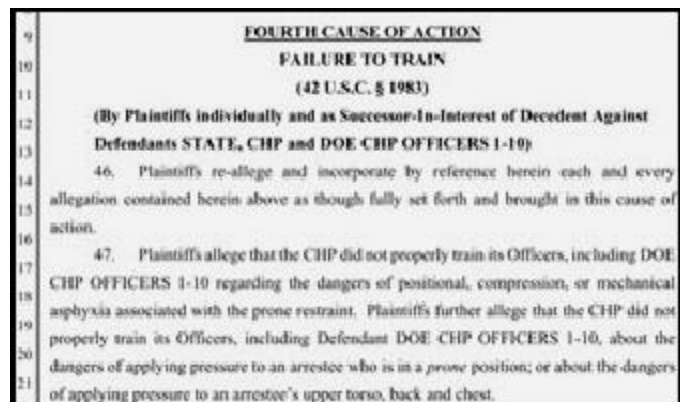 9 FOURTH CAUSE OF ACTION
10 FAILURE TO TRAIN
11 (42 U.S.C. § 1983)
12 (By Plaintiffs individually and as Successor-In-Interest of Decedent Against
13 Defendants STATE, CHP and DOE CHP OFFICERS 1-10)
14 46. Plaintiffs re-allege and incorporate by reference herein each and every
15 allegation contained herein above as though fully set forth and brought in this cause of
16 action.
17 47. Plaintiffs allege that the CHP did not properly train its Officers, including DOE
18 CHP OFFICERS 1-10 regarding the dangers of positional, compression, or mechanical
19 asphyxia associated with the prone restraint. Plaintiffs further allege that the CHP did not
20 properly train its Officers, including Defendant DOE CHP OFFICERS 1-10, about the
21 dangers of applying pressure to an arrestee who is in a prone position; or about the dangers
of applying pressure to an arrestee's upper torso, back and chest.